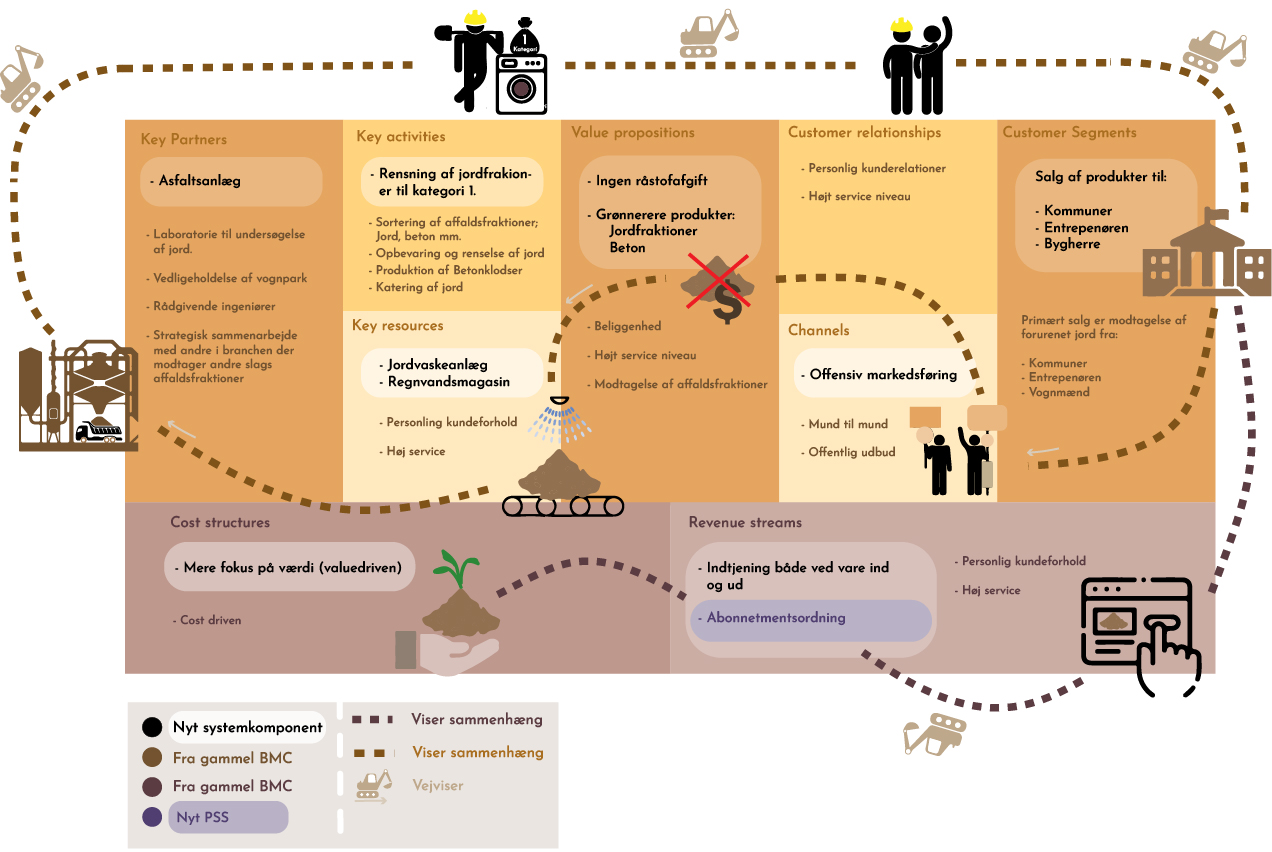 1
Kategori
Key Partners
- Asfaltsanlæg
- Laboratorie til undersøgelse
af jord.
- Vedligeholdelse af vognpark
- Rådgivende ingeniører
- Strategisk sammenarbejde
med andre i branchen der
modtager andre slags
affaldsfraktioner
Key activities
- Rensning af jordfrakion-
er til kategori 1.
- Sortering af affaldsfraktioner;
Jord, beton mm.
- Opbevaring og renselse af jord
- Produktion af Betonklodser
- Katering af jord
Key resources
- Jordvaskeanlæg
- Regnvandsmagasin
- Personling kundeforhold
- Høj service
Value propositions
- Ingen råstofafgift
- Grønnerere produkter:
Jordfraktioner
Beton
$
- Beliggenhed
- Højt service niveau
- Modtagelse af affaldsfraktioner
Customer relationships
- Personlig kunderelationer
- Højt service niveau
Channels
- Offensiv markedsføring
- Mund til mund
- Offentlig udbud
Customer Segments
Salg af produkter til:
- Kommuner
- Entrepenøren
- Bygherre
Primært salg er modtagelse af
forurenet jord fra:
- Kommuner
- Entrepenøren
- Vognmænd
Cost structures
- Mere fokus på værdi (valuedriven)
- Cost driven
Revenue streams
- Indtjening både ved vare ind
og ud
- Abonnetmentsordning
- Personlig kundeforhold
- Høj service
Nyt systemkomponent
Fra gammel BMC
Fra gammel BMC
Nyt PSS
Viser sammenhæng
Viser sammenhæng
Vejviser